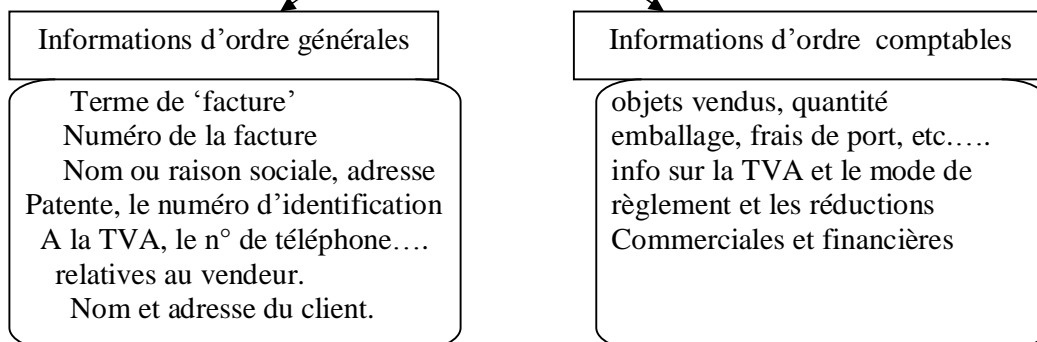 Informations d’ordre générales
Terme de ‘facture’
Numéro de la facture
Nom ou raison sociale, adresse
Patente, le numéro d’identification
A la TVA, le n° de téléphone….
relatives au vendeur.
Nom et adresse du client.
Informations d’ordre comptables
objets vendus, quantité
emballage, frais de port, etc…..
info sur la TVA et le mode de
règlement et les réductions
Commerciales et financières